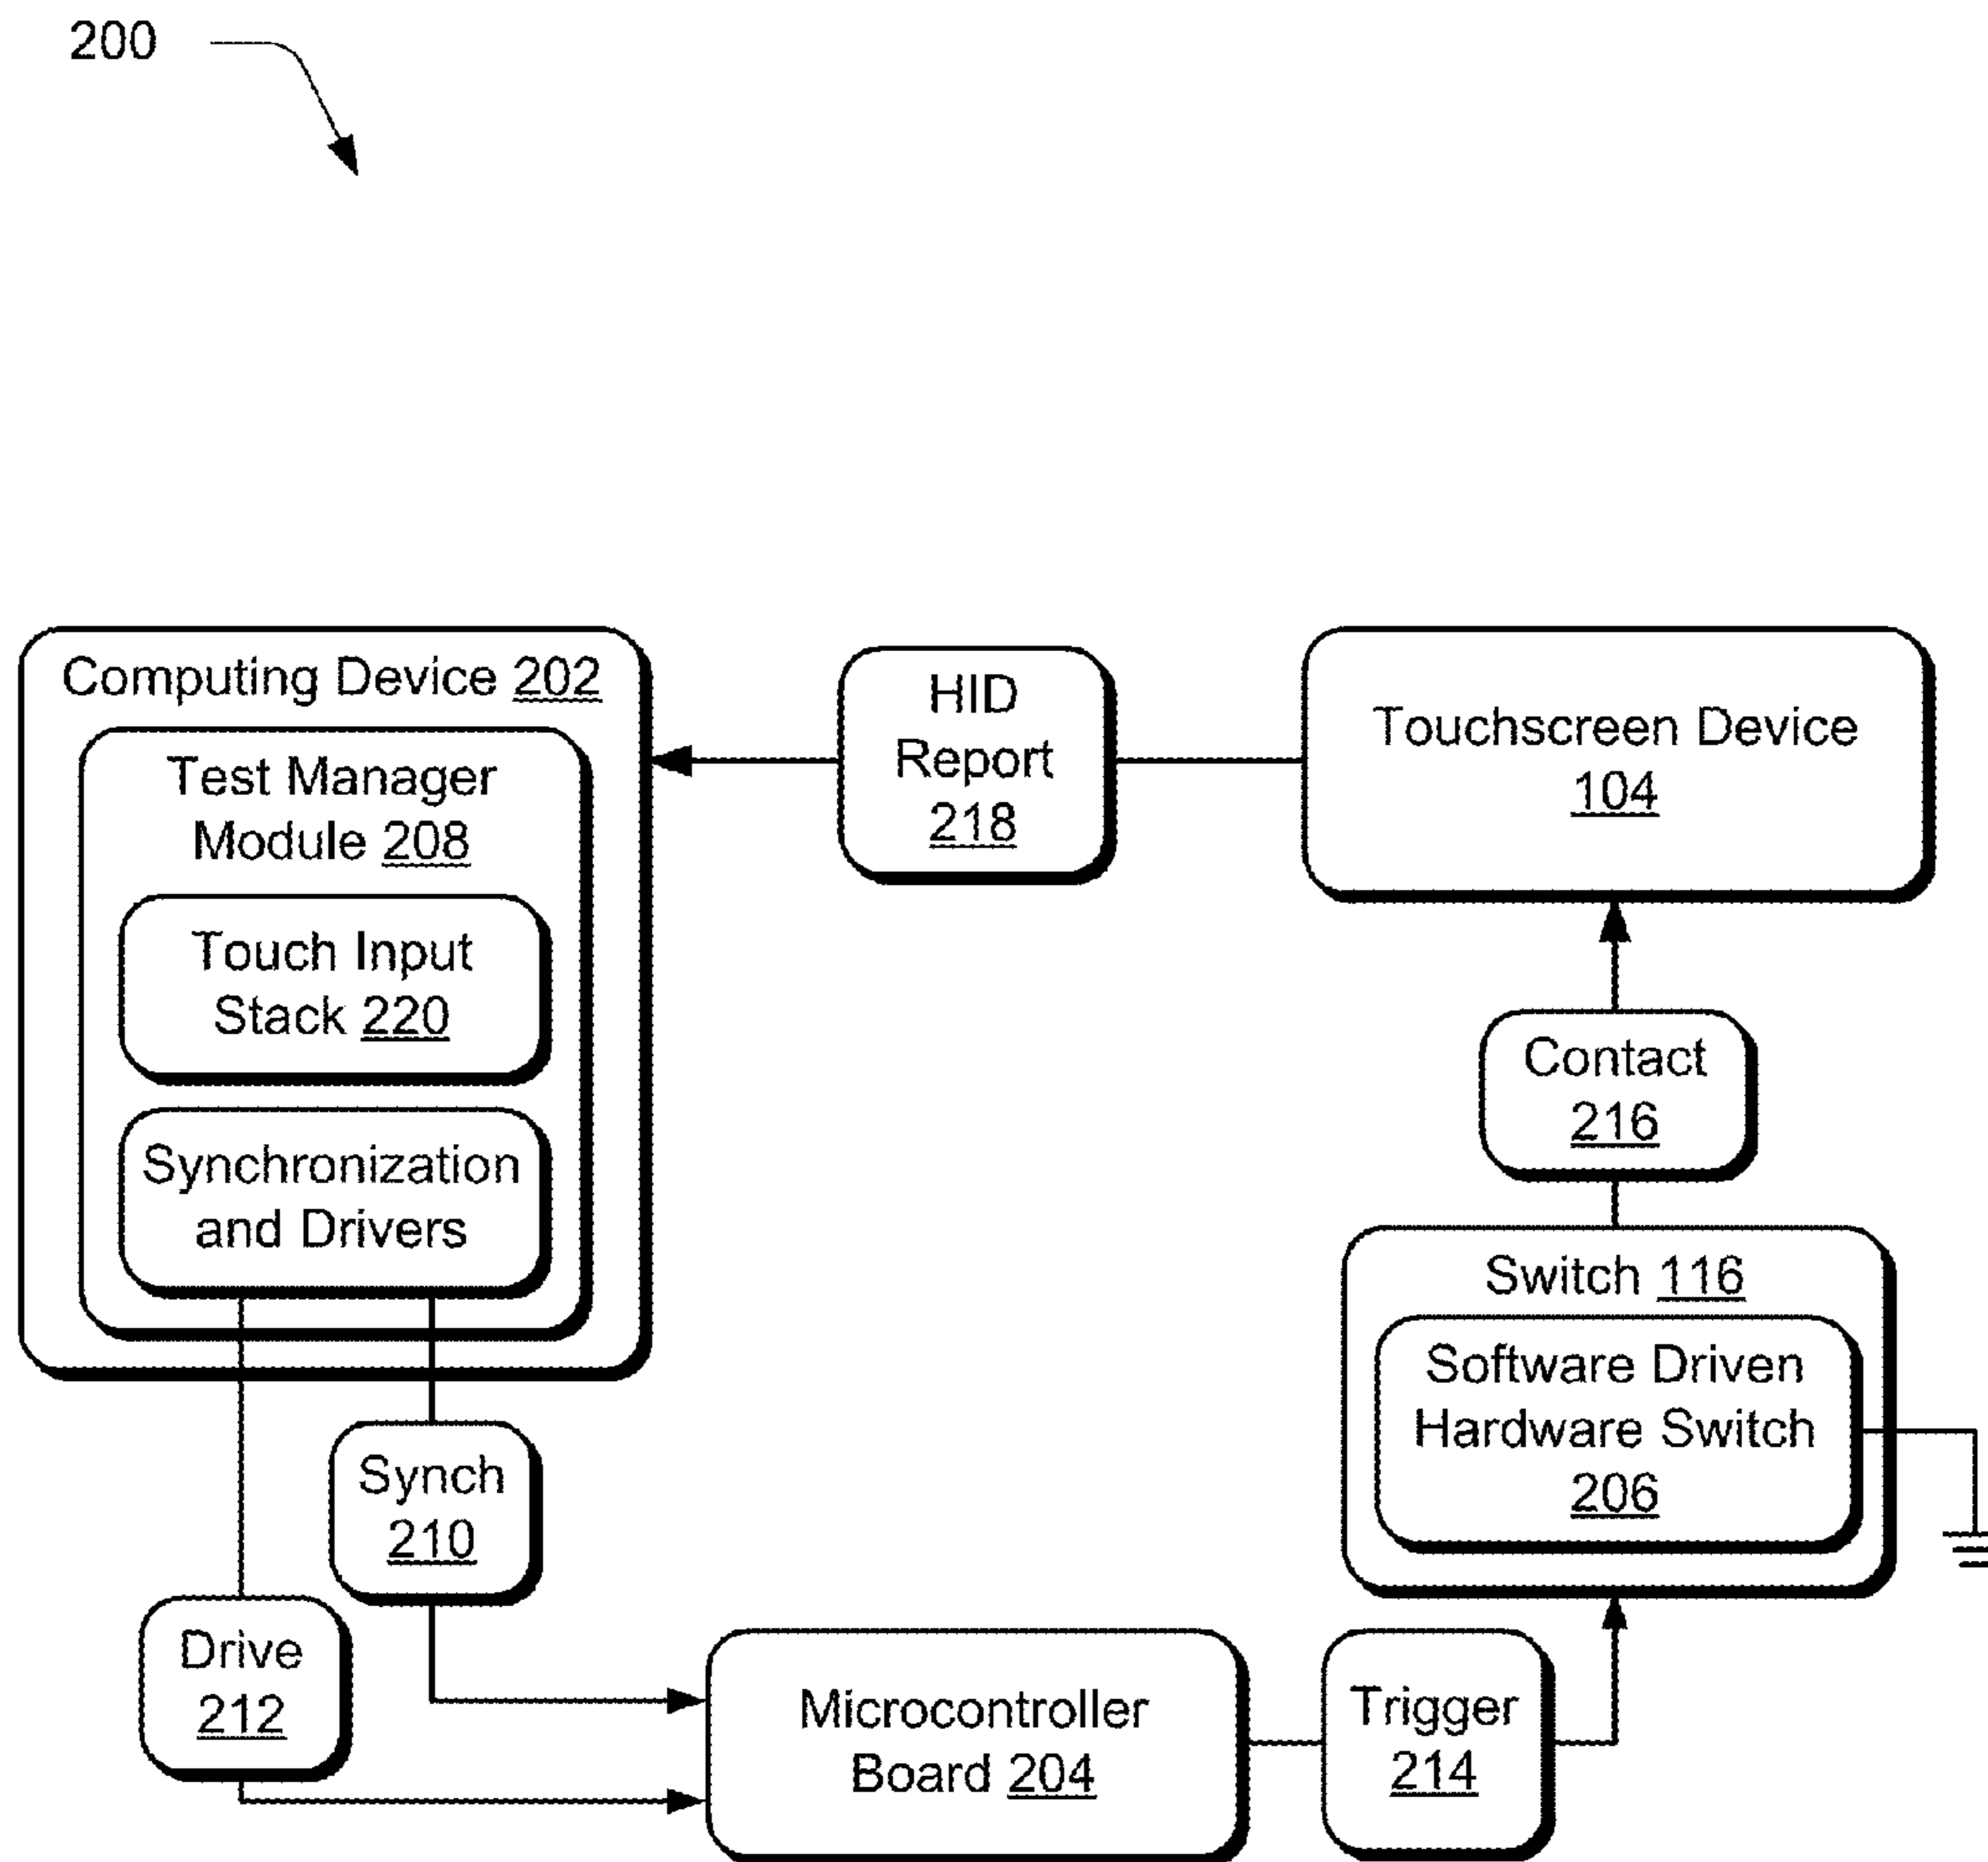 200
Computing Device 202
Test Manager
Module 208
Touch Input
Stack 220
Synchronization
and Drivers
HID
Report
218
Touchscreen Device
104
Contact
216
Switch 116
Software Driven
Hardware Switch
206
Synch
210
Drive
212
Microcontroller
Board 204
Trigger
214